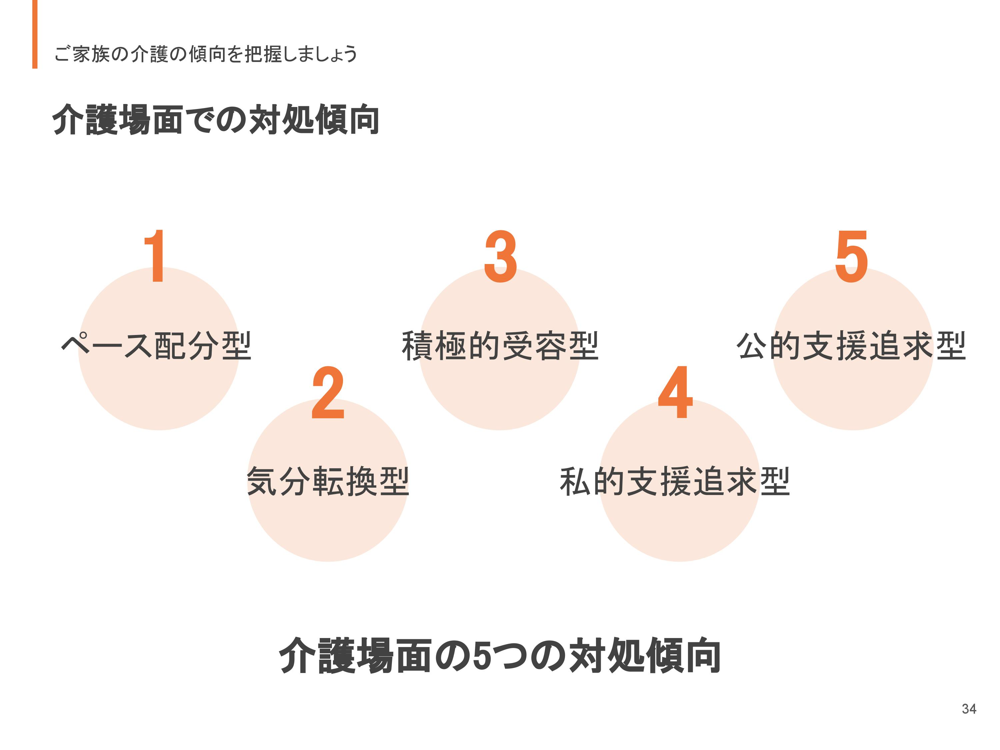 ご家族の介護の傾向を把握しましょう
介護場面での対処傾向
1
ペース配分型
2
気分転換型
3
積極的受容型
4
私的支援追求型
5
公的支援追求型
介護場面の5つの対処傾向
34